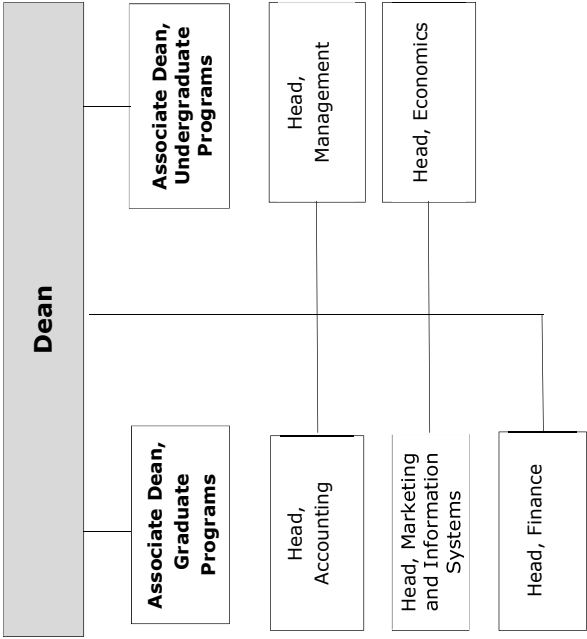 Dean
Associate Dean,
Graduate
Programs
Associate Dean,
Undergraduate
Programs
Head,
Accounting
Head,
Management
Head, Marketing
and Information
Systems
Head, Economics
Head, Finance